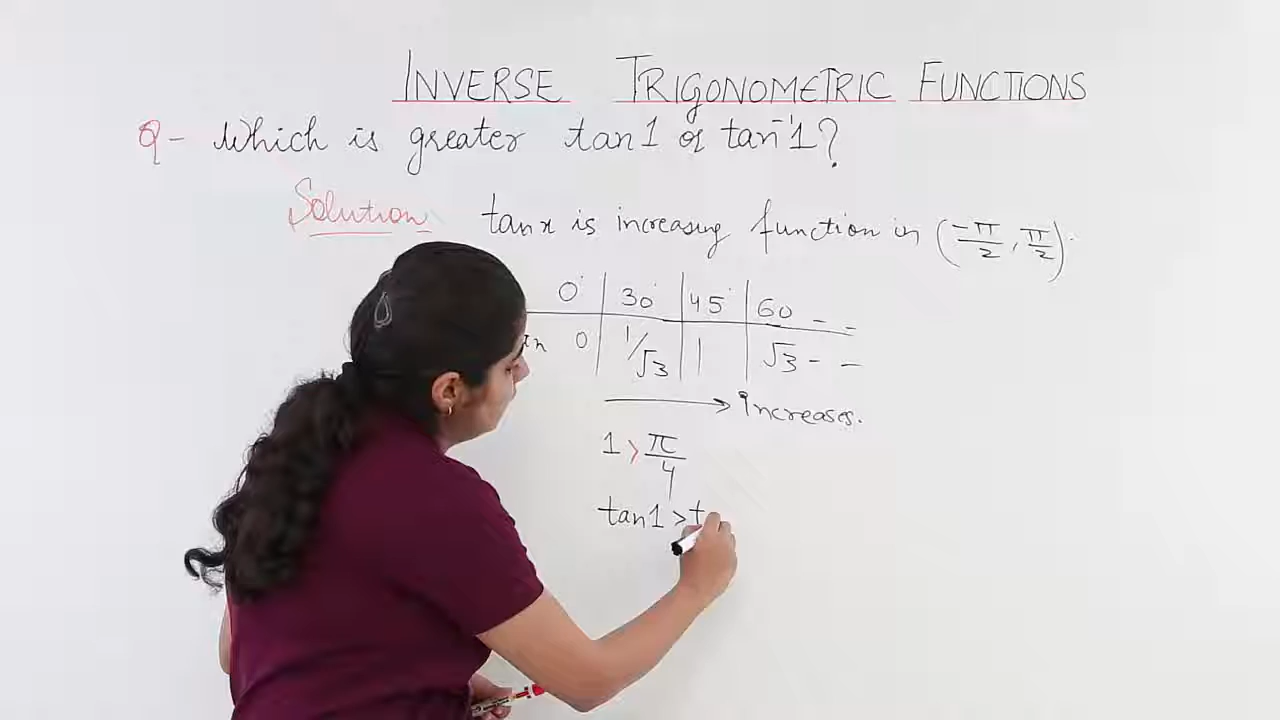 INVERSE TRIGONOMETRIC FUNCTIONS
Q- Which is greater tan1 or tan⁻¹1?
Solution tanx is increasing function in (-π/2, π/2).
0° 30° 45° 60 - -
0 1/√3 1 √3 - -
→ increases.
1 > π/4
tan1 > t